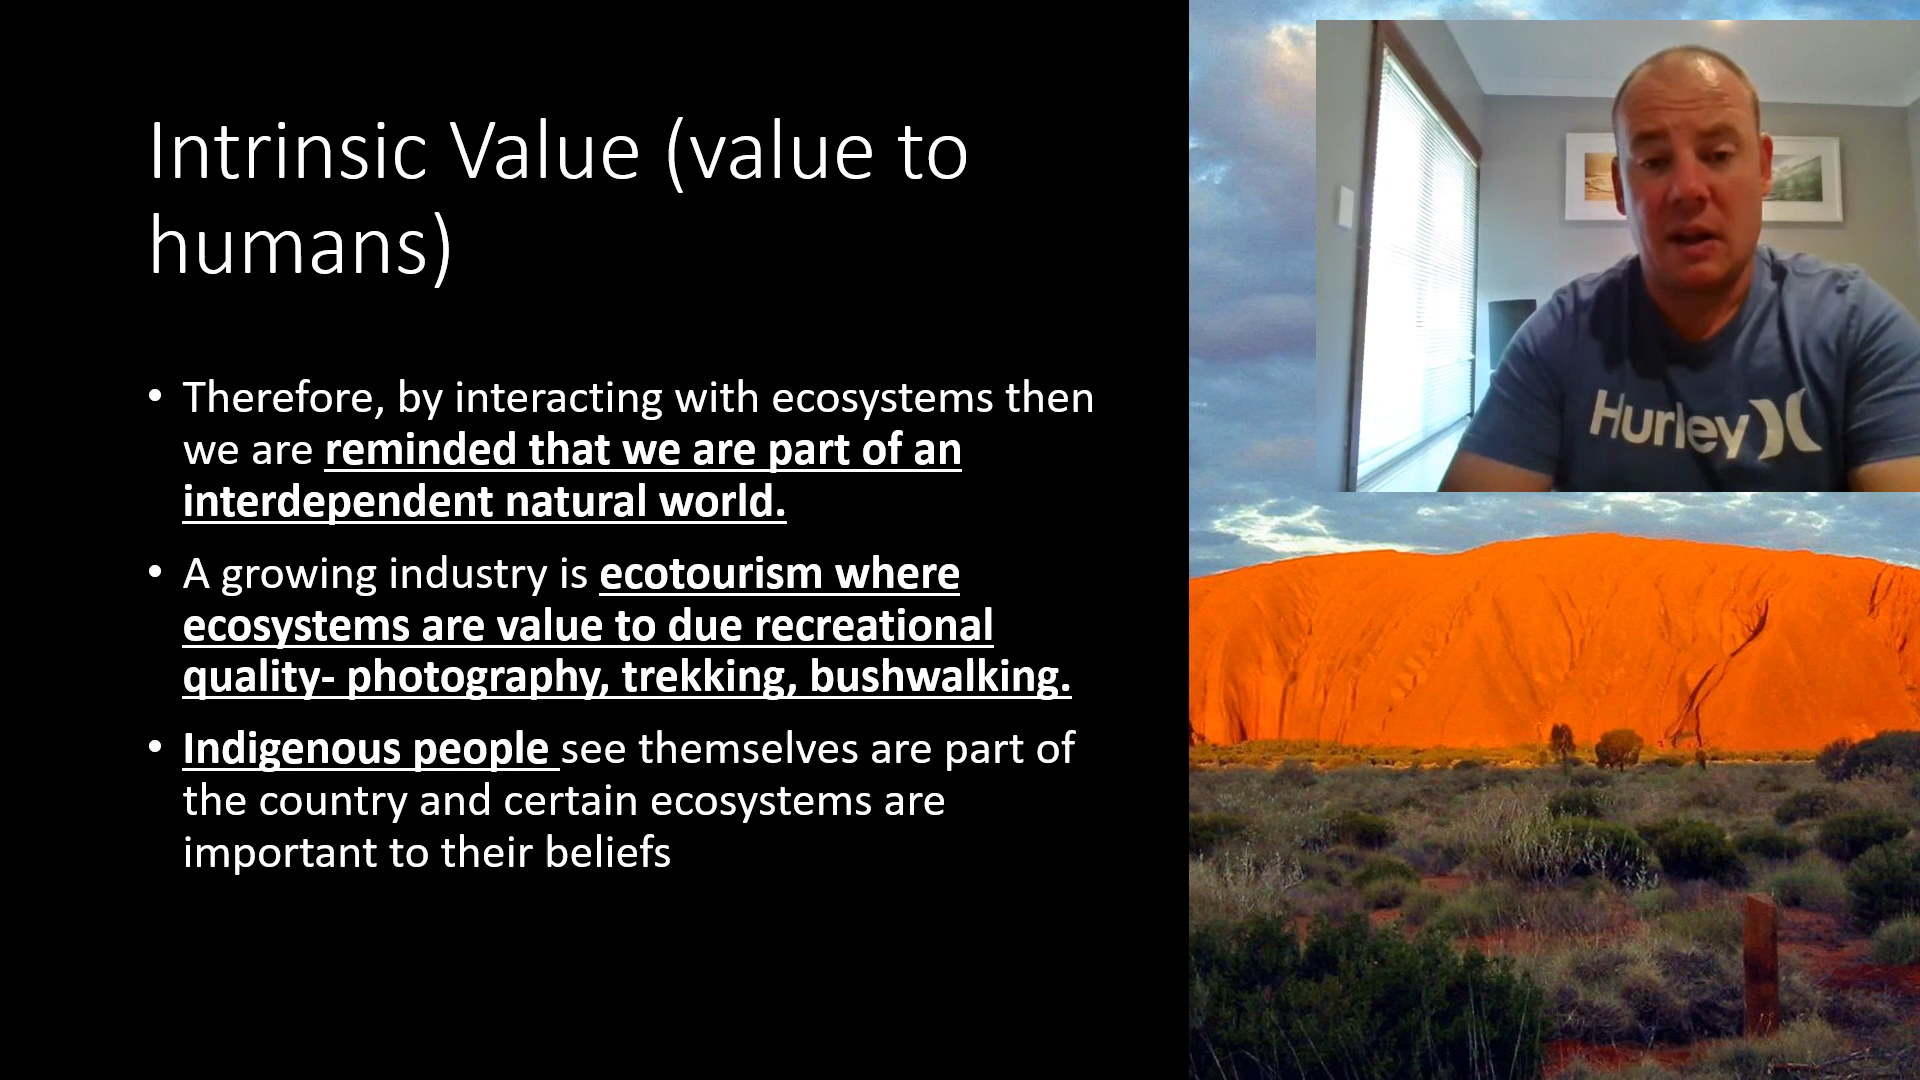 Intrinsic Value (value to
humans)
• Therefore, by interacting with ecosystems then
we are reminded that we are part of an
interdependent natural world.
• A growing industry is ecotourism where
ecosystems are value to due recreational
quality- photography, trekking, bushwalking.
• Indigenous people see themselves are part of
the country and certain ecosystems are
important to their beliefs
Hurley